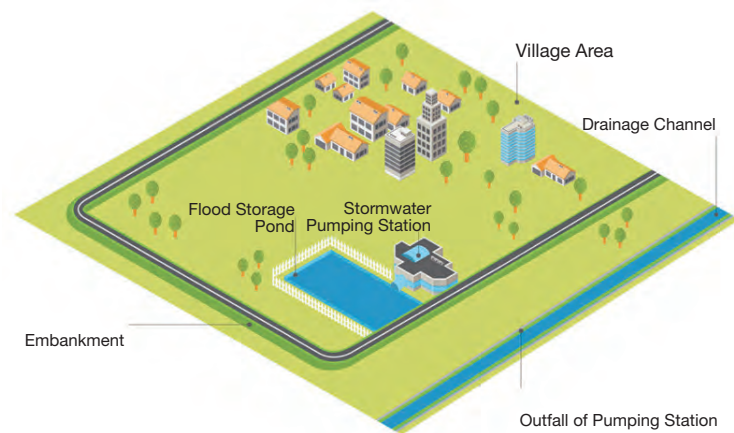 Village Area
Drainage Channel
Flood Storage
Pond
Stormwater
Pumping Station
Embankment
Outfall of Pumping Station